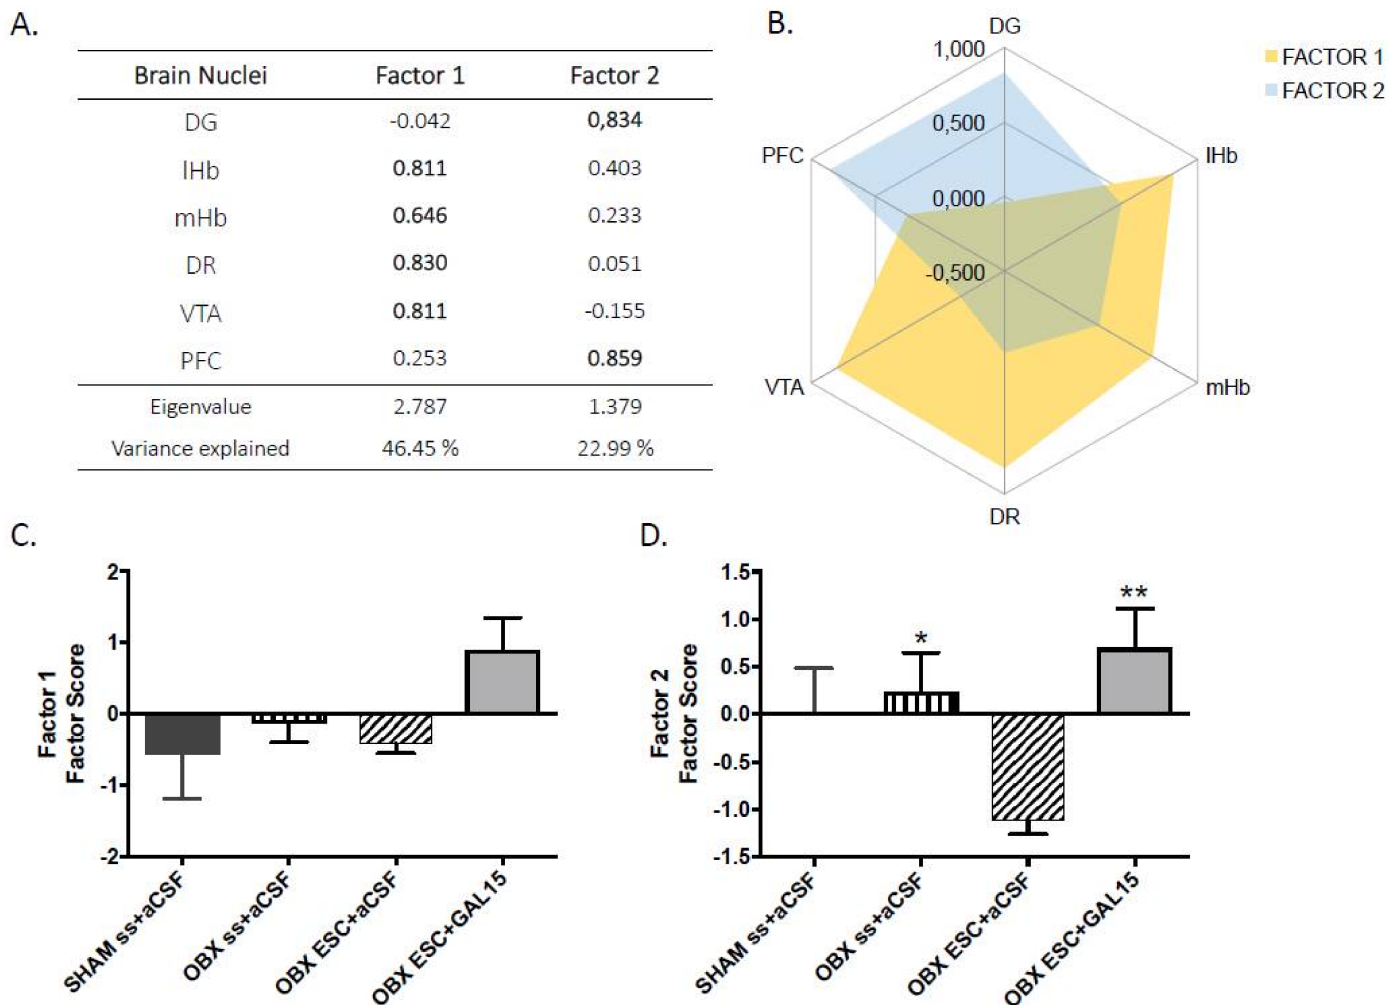 A.
Brain Nuclei Factor 1 Factor 2
DG -0.042 0,834
lHb 0.811 0.403
mHb 0.646 0.233
DR 0.830 0.051
VTA 0.811 -0.155
PFC 0.253 0.859
Eigenvalue 2.787 1.379
Variance explained 46.45 % 22.99 %
B.
DG
1,000
0,500
0,000
-0,500
PFC
lHb
VTA
mHb
DR
FACTOR 1
FACTOR 2
C.
Factor 1
Factor Score
2
1
0
-1
-2
SHAM ss+aCSF
OBX ss+aCSF
OBX ESC+aCSF
OBX ESC+GAL15
D.
Factor 2
Factor Score
1.5
1.0
0.5
0.0
-0.5
-1.0
-1.5
*
**
SHAM ss+aCSF
OBX ss+aCSF
OBX ESC+aCSF
OBX ESC+GAL15